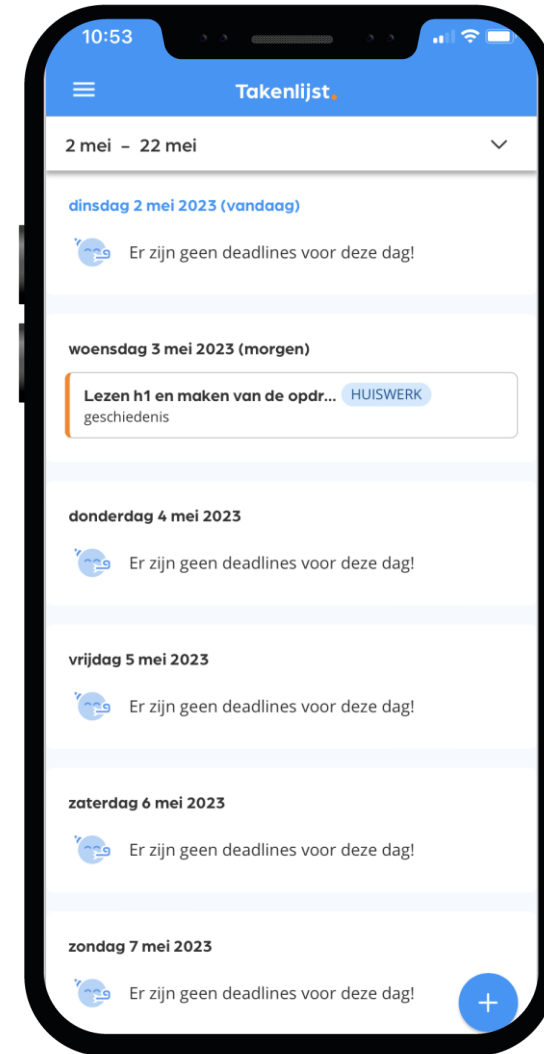 10:53
Takenlijst.
2 mei – 22 mei
dinsdag 2 mei 2023 (vandaag)
Er zijn geen deadlines voor deze dag!
woensdag 3 mei 2023 (morgen)
Lezen h1 en maken van de opdr... HUISWERK
geschiedenis
donderdag 4 mei 2023
Er zijn geen deadlines voor deze dag!
vrijdag 5 mei 2023
Er zijn geen deadlines voor deze dag!
zaterdag 6 mei 2023
Er zijn geen deadlines voor deze dag!
zondag 7 mei 2023
Er zijn geen deadlines voor deze dag!